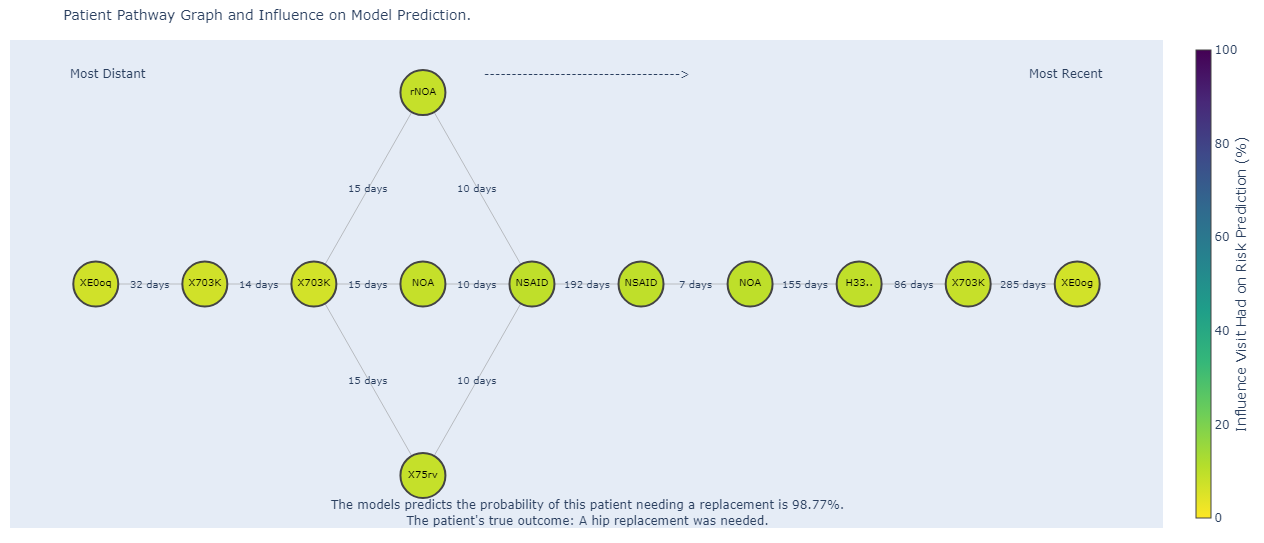 Patient Pathway Graph and Influence on Model Prediction.
Most Distant
----------------------------------->
Most Recent
100
80
60
40
20
0
Influence Visit Had on Risk Prediction (%)
rNOA
15 days
10 days
XE0oq
32 days
X703K
14 days
X703K
15 days
NOA
10 days
NSAID
192 days
NSAID
7 days
NOA
155 days
H33..
86 days
X703K
285 days
XE0og
15 days
10 days
X75rv
The models predicts the probability of this patient needing a replacement is 98.77%.
The patient's true outcome: A hip replacement was needed.